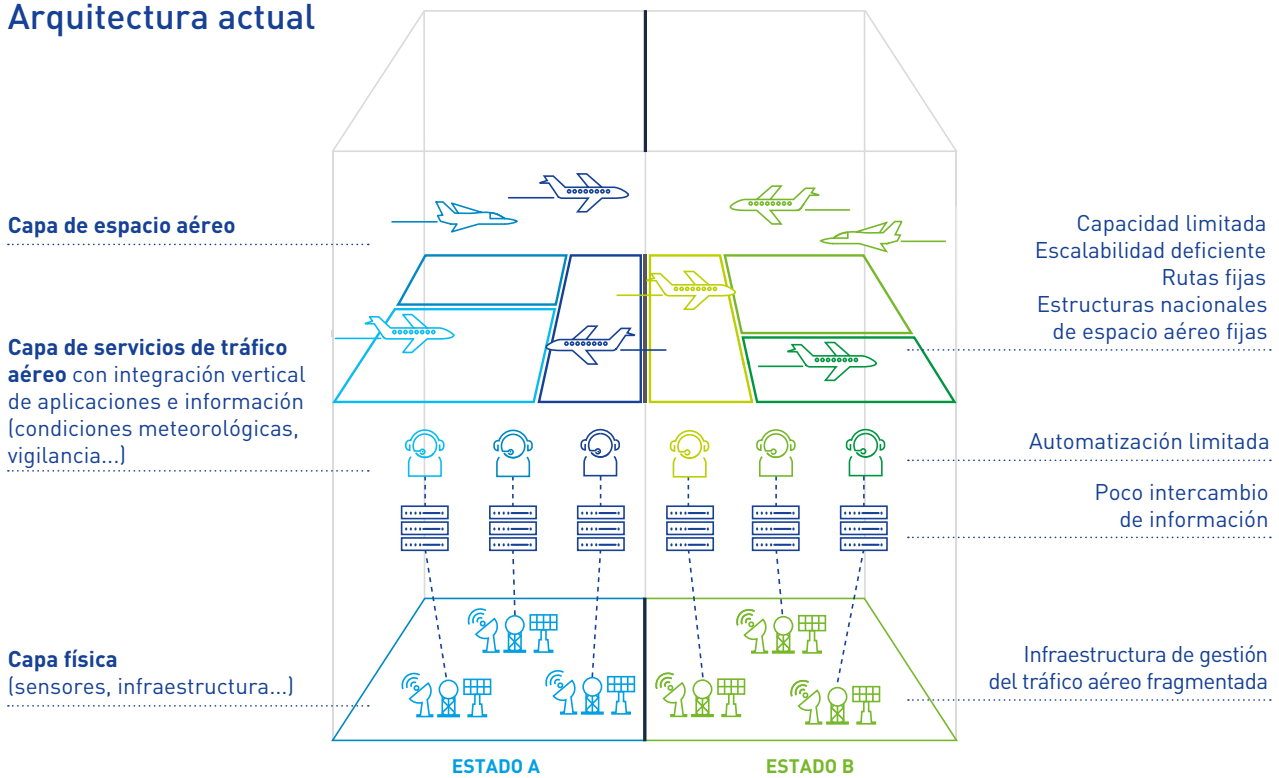 Arquitectura actual
Capa de espacio aéreo
Capa de servicios de tráfico
aéreo con integración vertical
de aplicaciones e información
(condiciones meteorológicas,
vigilancia...)
Capa física
(sensores, infraestructura...)
Capacidad limitada
Escalabilidad deficiente
Rutas fijas
Estructuras nacionales
de espacio aéreo fijas
Automatización limitada
Poco intercambio
de información
Infraestructura de gestión
del tráfico aéreo fragmentada
ESTADO A
ESTADO B